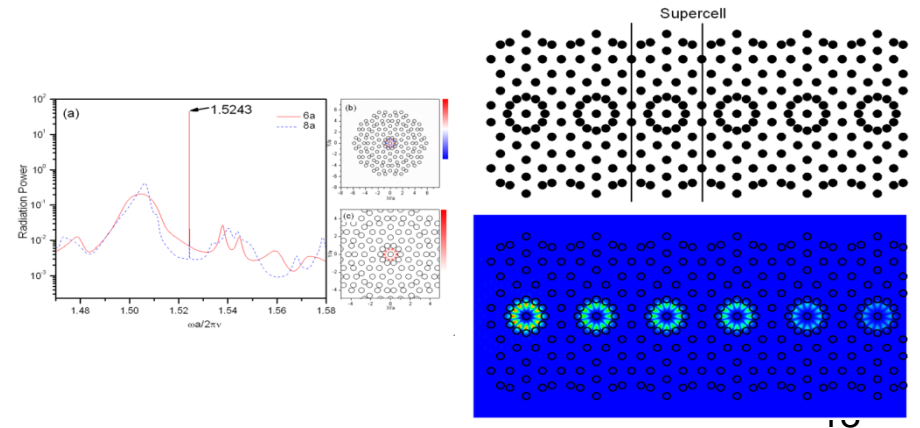 Supercell
(a)
1.5243
6a
8a
Radiation Power
10²
10¹
10⁰
10⁻¹
10⁻²
10⁻³
1.48
1.50
1.52
1.54
1.56
1.58
ωa/2πν
(b)
(c)